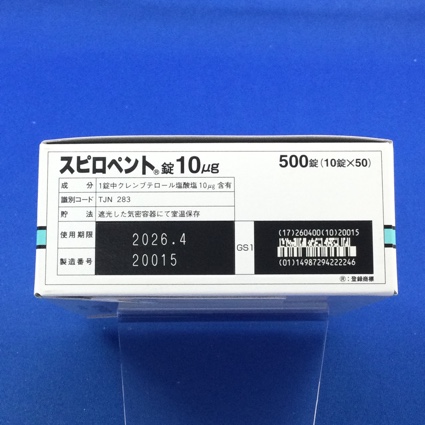 スピロペント®錠10μg 500錠(10錠×50)
成分 1錠中クレンブテロール塩酸塩10μg含有
識別コード TJN 283
貯法 遮光した気密容器にて室温保存
使用期限 2026.4
製造番号 20015
GS1
(17)260400(10)20015
(01)14987294222246
®:登録商標